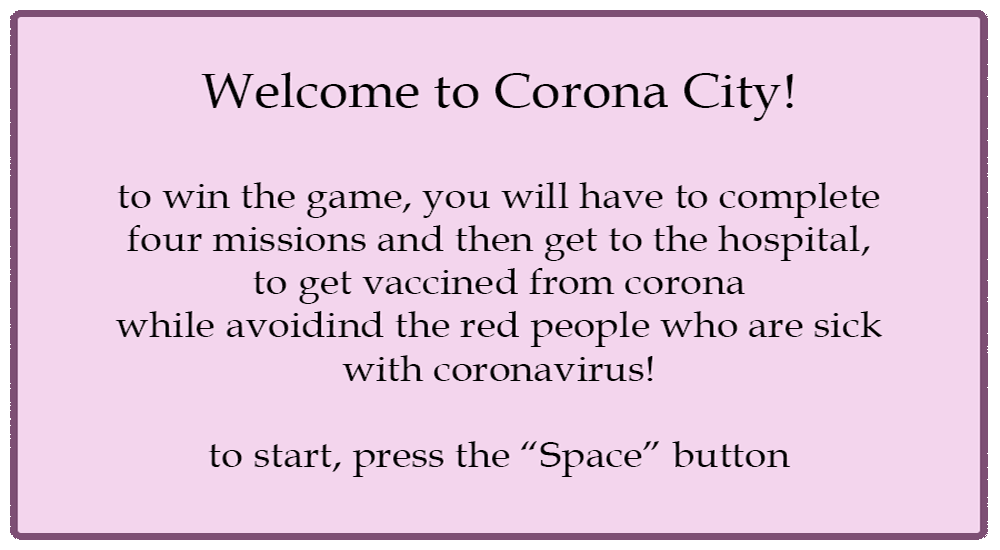 Welcome to Corona City!
to win the game, you will have to complete
four missions and then get to the hospital,
to get vaccined from corona
while avoidind the red people who are sick
with coronavirus!
to start, press the “Space” button